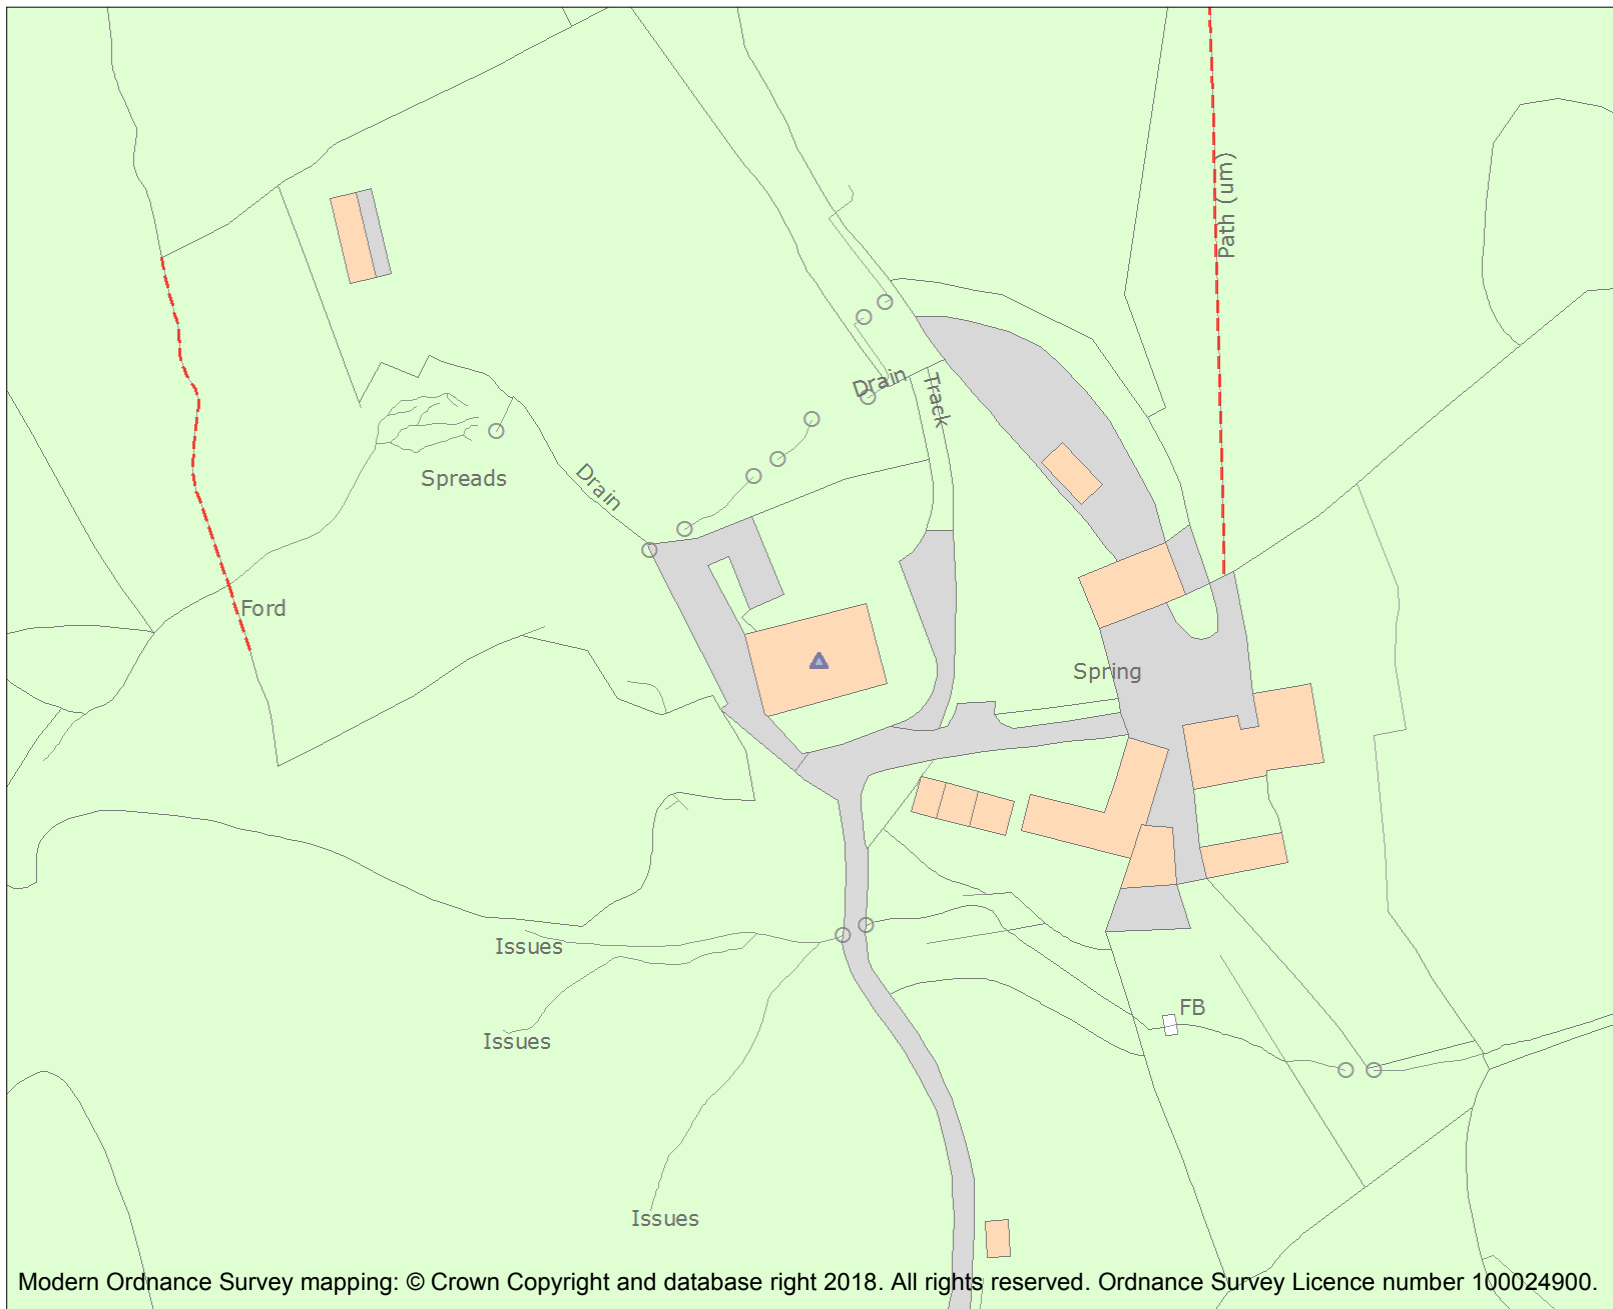 Path (um)
Drain
Track
Spreads
Drain
Ford
Spring
Issues
FB
Issues
Issues
Modern Ordnance Survey mapping: © Crown Copyright and database right 2018. All rights reserved. Ordnance Survey Licence number 100024900.